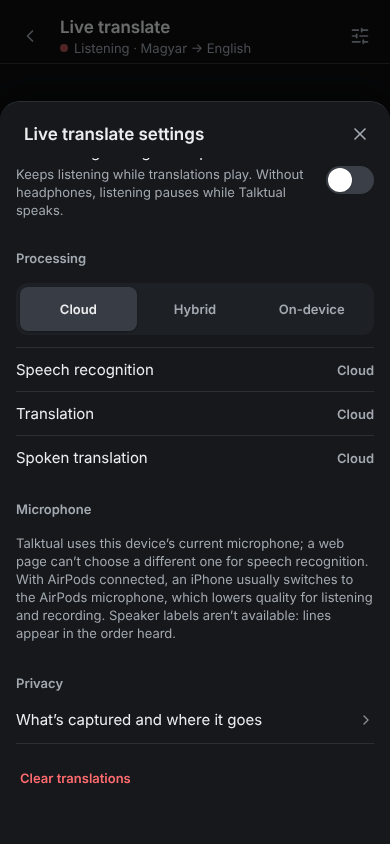 Live translate
Listening · Magyar → English
Live translate settings
Keeps listening while translations play. Without
headphones, listening pauses while Talktual
speaks.
Processing
Cloud
Hybrid
On-device
Speech recognition
Cloud
Translation
Cloud
Spoken translation
Cloud
Microphone
Talktual uses this device’s current microphone; a web
page can’t choose a different one for speech recognition.
With AirPods connected, an iPhone usually switches to
the AirPods microphone, which lowers quality for listening
and recording. Speaker labels aren’t available: lines
appear in the order heard.
Privacy
What’s captured and where it goes
Clear translations